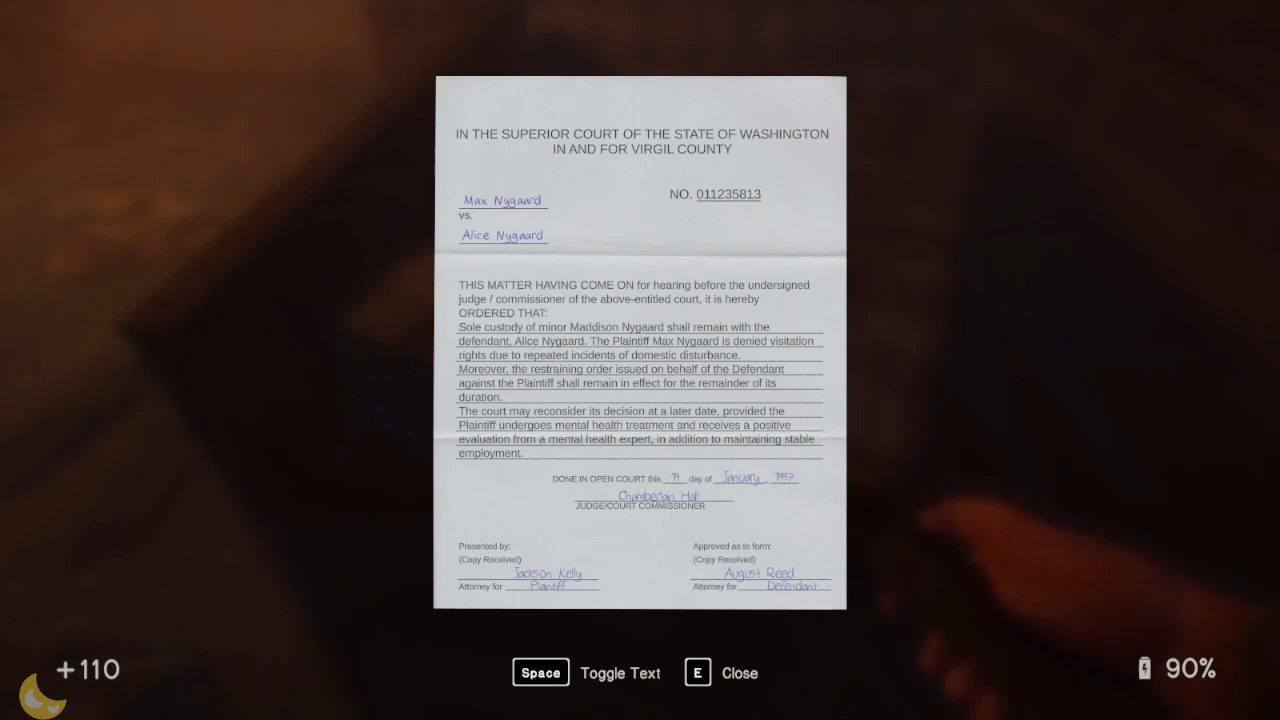 IN THE SUPERIOR COURT OF THE STATE OF WASHINGTON
IN AND FOR VIRGIL COUNTY
NO. 011235813
Max Nygaard
vs.
Alice Nygaard
THIS MATTER HAVING COME ON for hearing before the undersigned
judge / commissioner of the above-entitled court, it is hereby
ORDERED THAT:
Sole custody of minor Maddison Nygaard shall remain with the
defendant, Alice Nygaard. The Plaintiff Max Nygaard is denied visitation
rights due to repeated incidents of domestic disturbance.
Moreover, the restraining order issued on behalf of the Defendant
against the Plaintiff shall remain in effect for the remainder of its
duration.
The court may reconsider its decision at a later date, provided the
Plaintiff undergoes mental health treatment and receives a positive
evaluation from a mental health expert, in addition to maintaining stable
employment.
DONE IN OPEN COURT this 19 day of January, 1997
Chamberlain Hall
JUDGE/COURT COMMISSIONER
Presented by:
(Copy Received)
Jackson Kelly
Attorney for Plantiff
Approved as to form:
(Copy Received)
August Reed
Attorney for Defendant
+110
Space Toggle Text E Close
90%